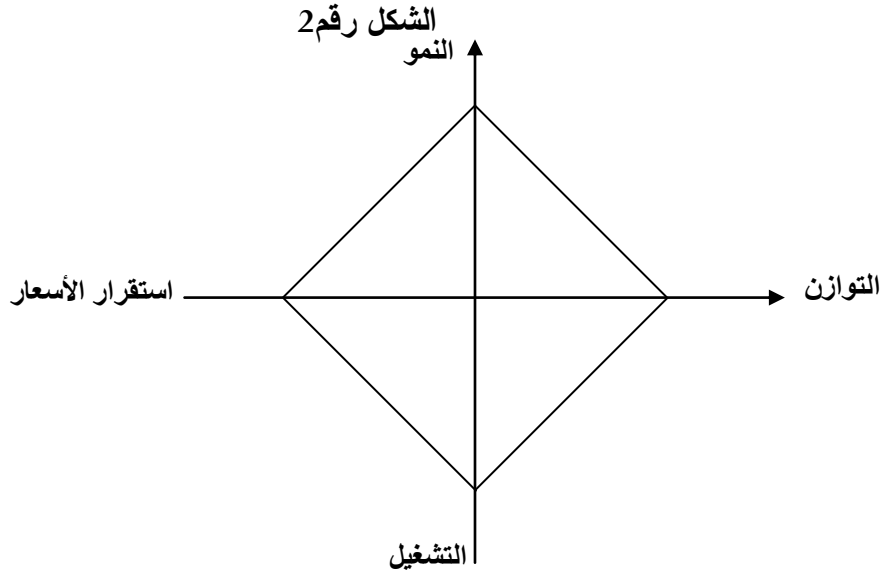 الشكل رقم2
النمو
التوازن
استقرار الأسعار
التشغيل